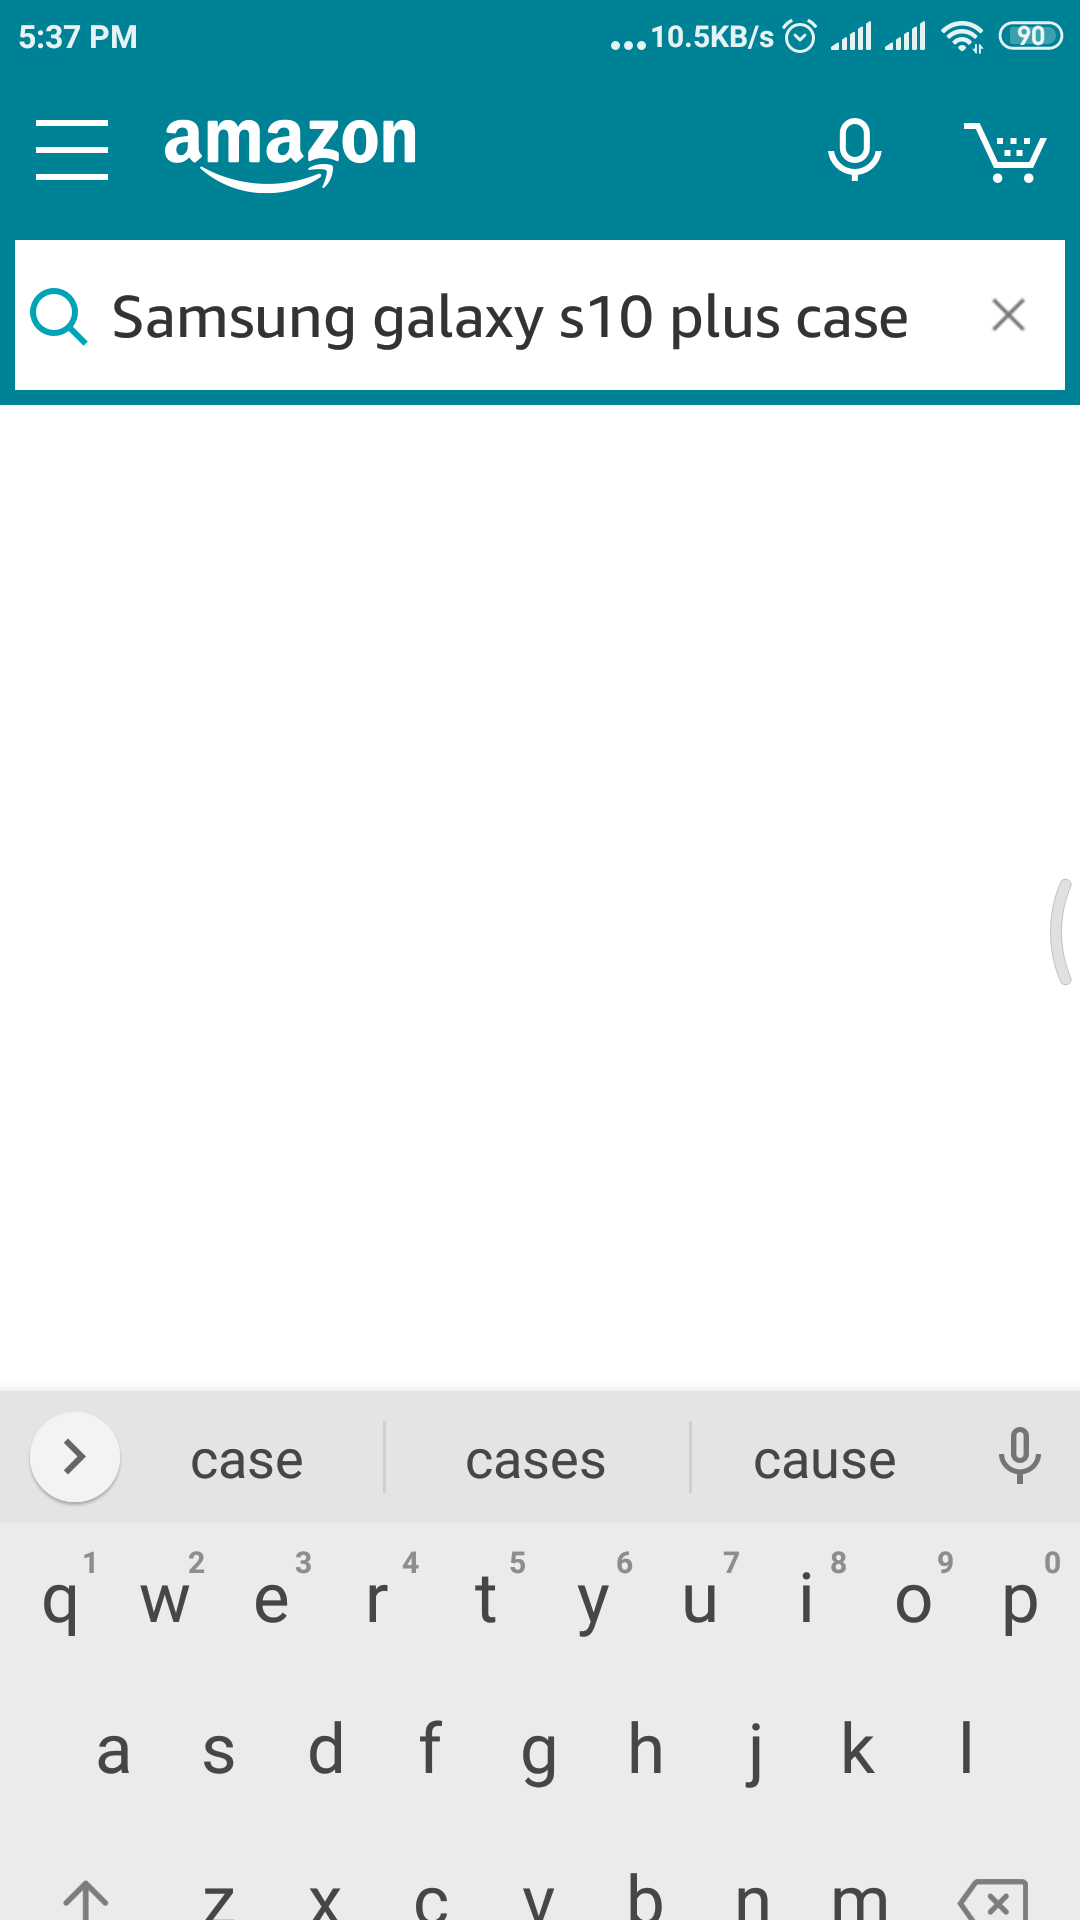 5:37 PM ...10.5KB/s 90
amazon
Samsung galaxy s10 plus case
case cases cause
1 2 3 4 5 6 7 8 9 0
q w e r t y u i o p
a s d f g h j k l
z x c v b n m